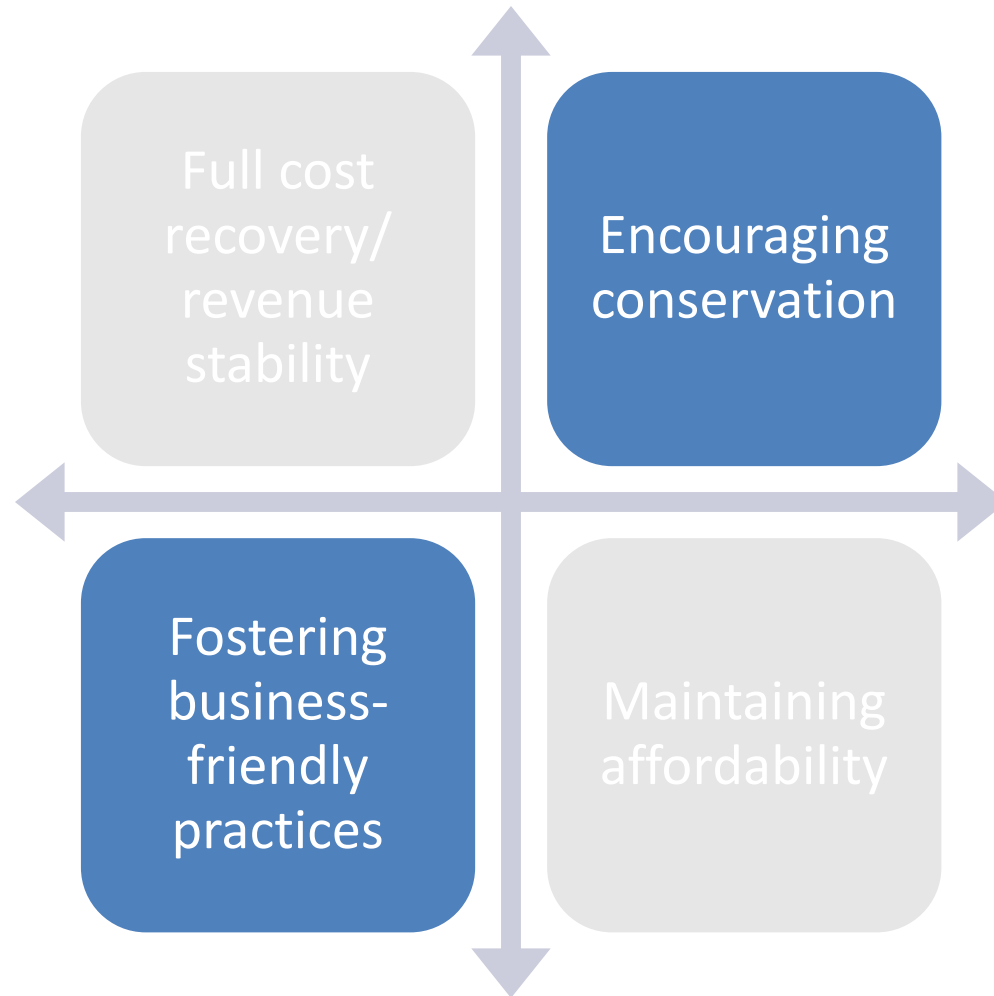 Full cost
recovery/
revenue
stability
Encouraging
conservation
Fostering
business-
friendly
practices
Maintaining
affordability